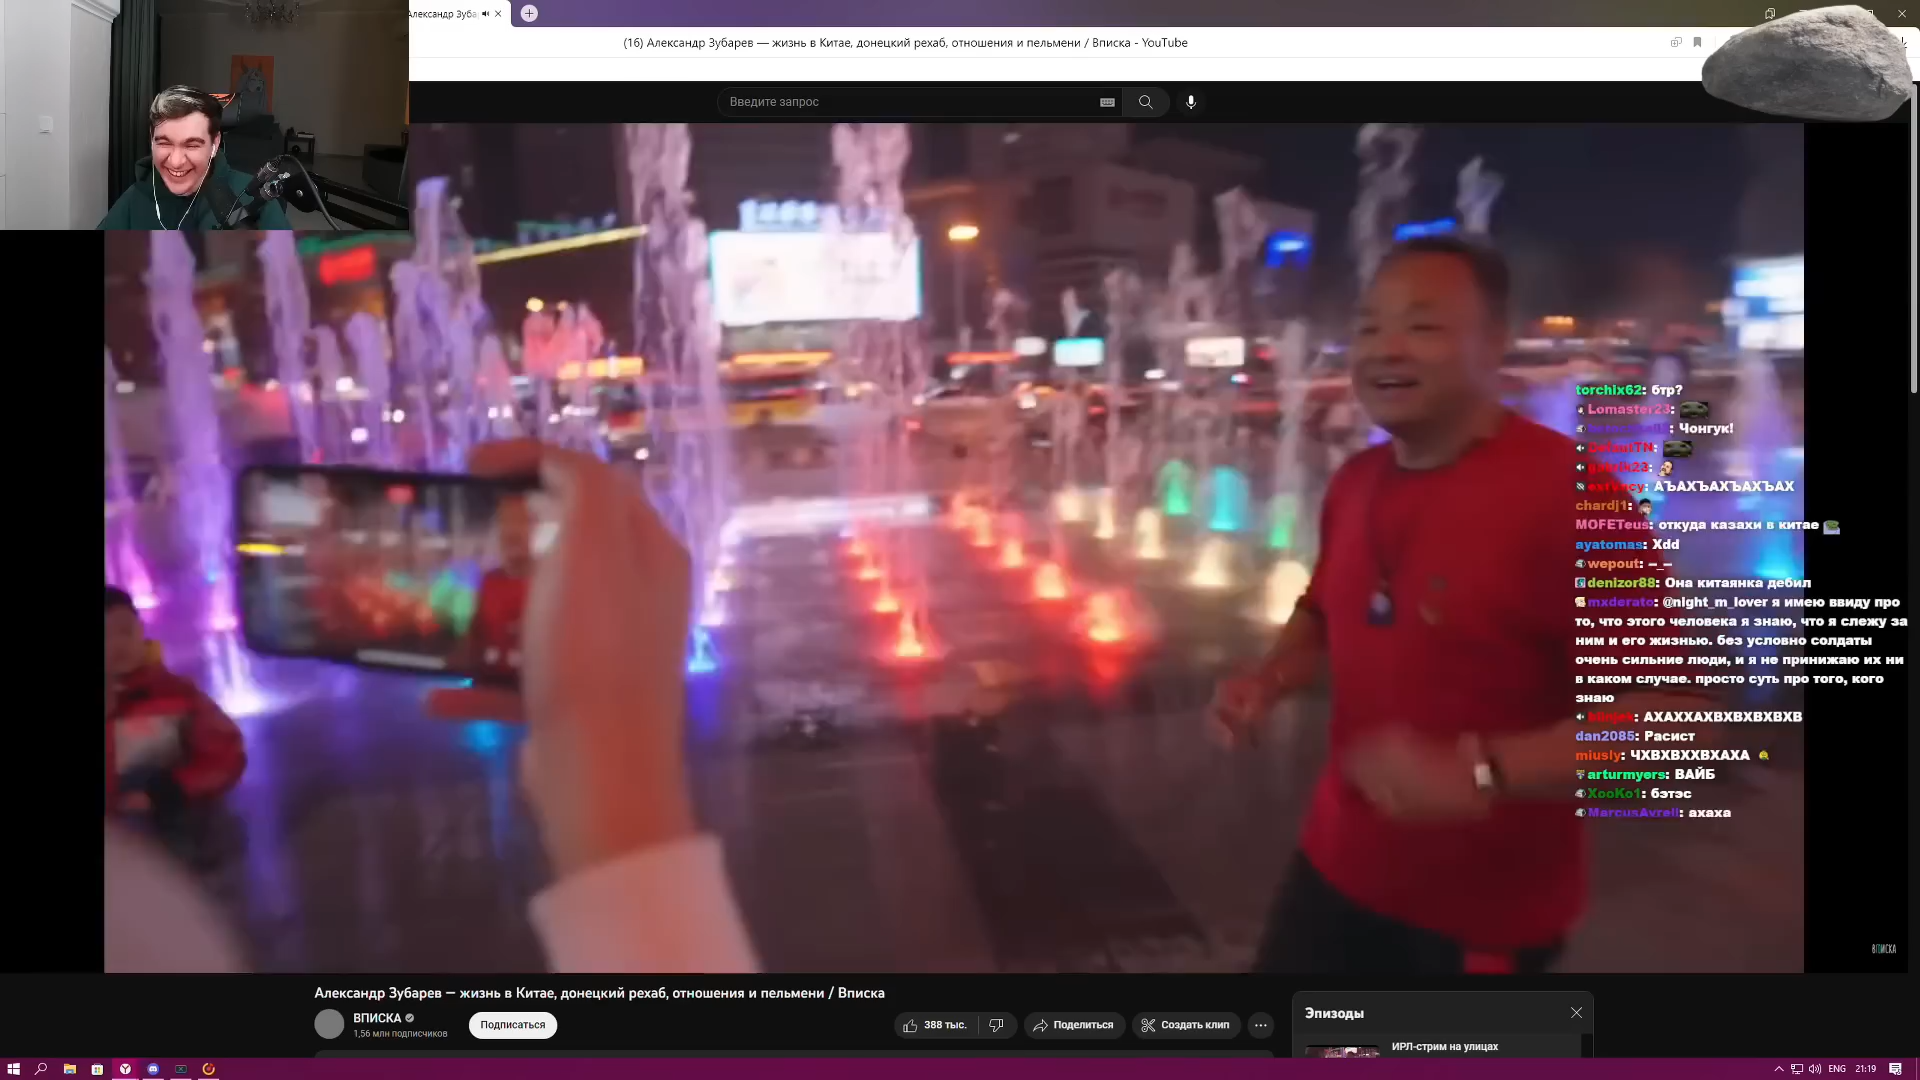 Александр Зуба
(16) Александр Зубарев — жизнь в Китае, донецкий рехаб, отношения и пельмени / Вписка - YouTube
Введите запрос
torchix62: бтр?
Lomaster23:
: Чонгук!
: АЪАХЪАХЪАХЪАХ
chardj1:
MOFETeus: откуда казахи в китае
ayatomas: Xdd
wepout: —_—
denizor88: Она китаянка дебил
mxderato: @night_m_lover я имею ввиду про
то, что этого человека я знаю, что я слежу за
ним и его жизнью. без условно солдаты
очень сильние люди, и я не принижаю их ни
в каком случае. просто суть про того, кого
знаю
: АХАХХАХВХВХВХВХВ
dan2085: Расист
miusly: ЧХВХВХХВХАХА
arturmyers: ВАЙБ
XooKo1: бэтэс
MarcusAvreli: ахаха
ВПИСКА
Александр Зубарев — жизнь в Китае, донецкий рехаб, отношения и пельмени / Вписка
ВПИСКА
1,56 млн подписчиков
Подписаться
388 тыс.
Поделиться
Создать клип
Эпизоды
ИРЛ-стрим на улицах
ENG
21:19